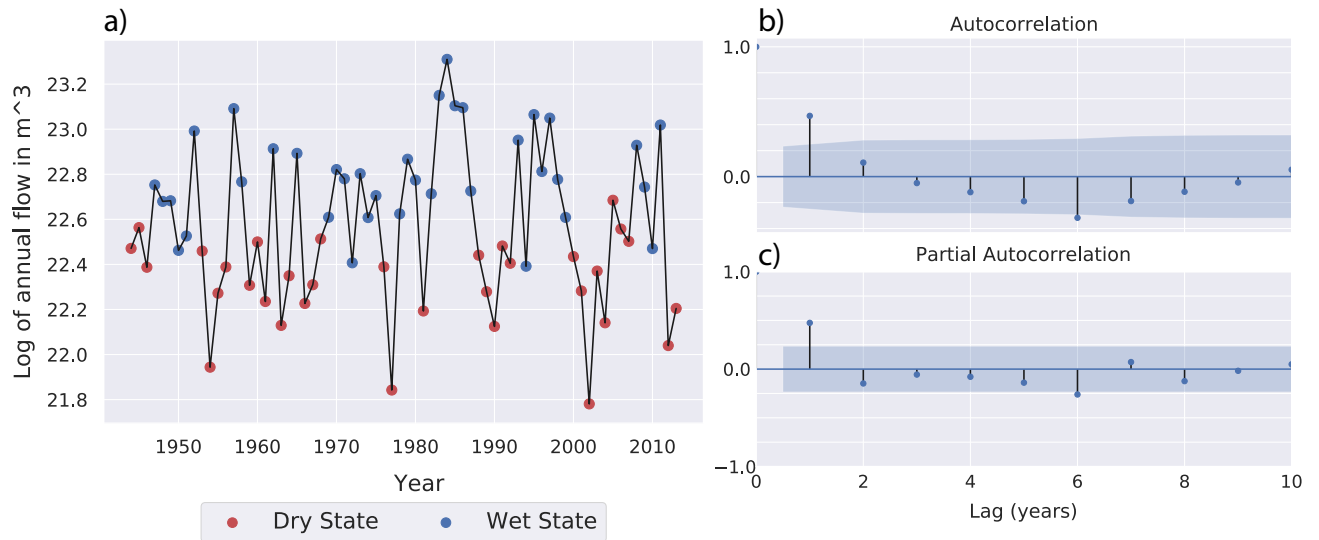 a)
Log of annual flow in m^3
23.2
23.0
22.8
22.6
22.4
22.2
22.0
21.8
1950 1960 1970 1980 1990 2000 2010
Year
Dry State Wet State
b)
Autocorrelation
1.0
0.0
c)
Partial Autocorrelation
1.0
0.0
−1.0
0 2 4 6 8 10
Lag (years)